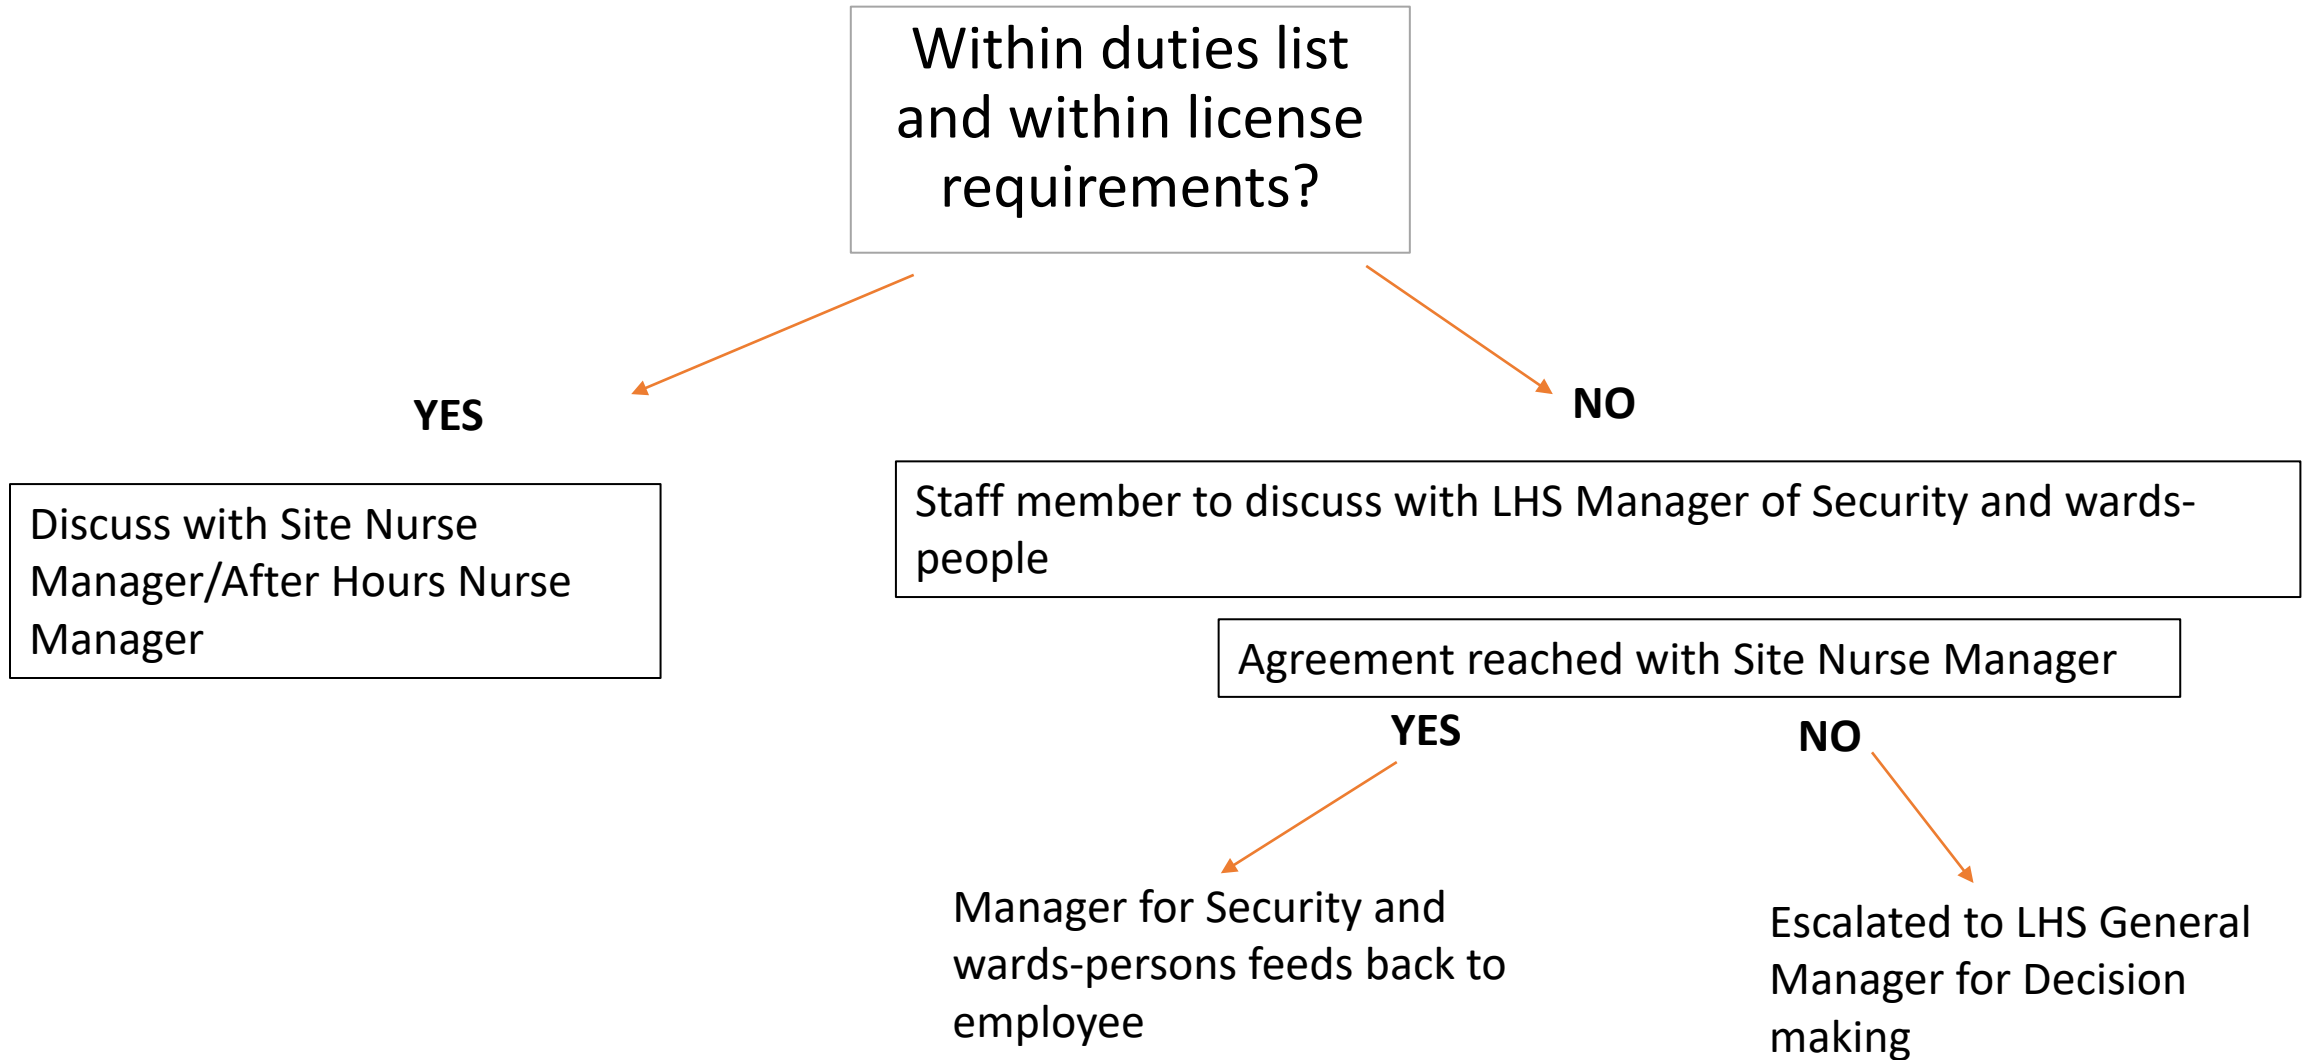 Within duties list
and within license
requirements?
YES
NO
Discuss with Site Nurse
Manager/After Hours Nurse
Manager
Staff member to discuss with LHS Manager of Security and wards-
people
Agreement reached with Site Nurse Manager
YES
NO
Manager for Security and
wards-persons feeds back to
employee
Escalated to LHS General
Manager for Decision
making